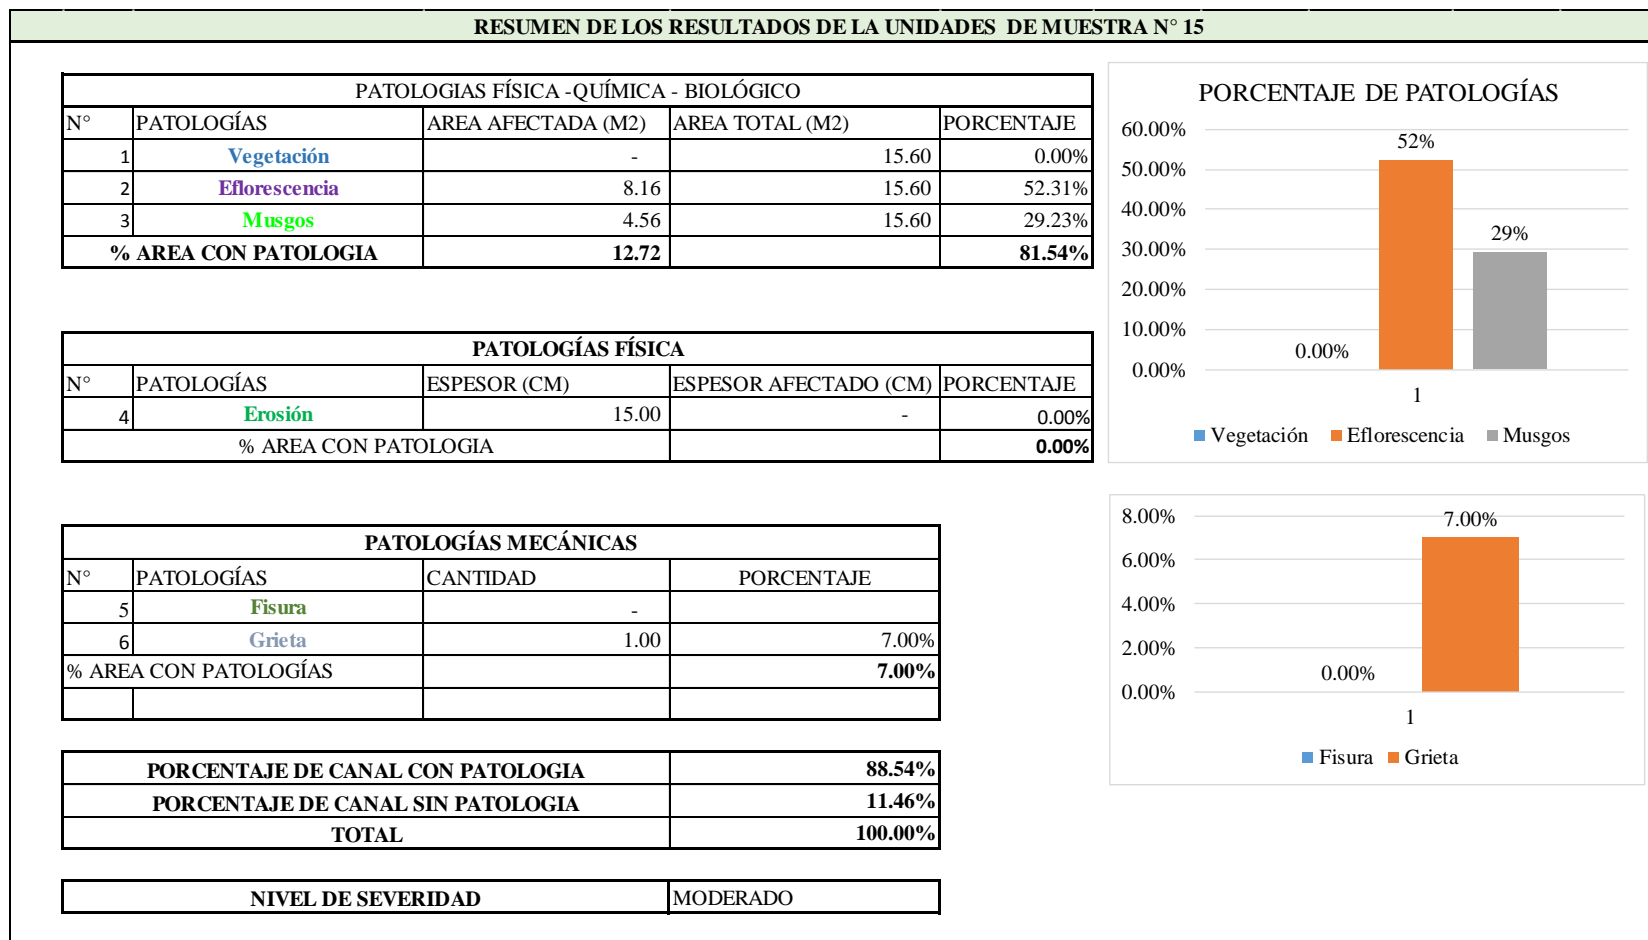 RESUMEN DE LOS RESULTADOS DE LA UNIDADES DE MUESTRA N° 15
PATOLOGIAS FÍSICA -QUÍMICA - BIOLÓGICO
N° PATOLOGÍAS AREA AFECTADA (M2) AREA TOTAL (M2) PORCENTAJE
1 Vegetación - 15.60 0.00%
2 Eflorescencia 8.16 15.60 52.31%
3 Musgos 4.56 15.60 29.23%
% AREA CON PATOLOGIA 12.72 81.54%
PATOLOGÍAS FÍSICA
N° PATOLOGÍAS ESPESOR (CM) ESPESOR AFECTADO (CM) PORCENTAJE
4 Erosión 15.00 - 0.00%
% AREA CON PATOLOGIA 0.00%
PATOLOGÍAS MECÁNICAS
N° PATOLOGÍAS CANTIDAD PORCENTAJE
5 Fisura -
6 Grieta 1.00 7.00%
% AREA CON PATOLOGÍAS 7.00%
PORCENTAJE DE CANAL CON PATOLOGIA 88.54%
PORCENTAJE DE CANAL SIN PATOLOGIA 11.46%
TOTAL 100.00%
NIVEL DE SEVERIDAD MODERADO
PORCENTAJE DE PATOLOGÍAS
60.00%
52%
50.00%
40.00%
29%
30.00%
20.00%
10.00%
0.00%
0.00%
1
Vegetación Eflorescencia Musgos
8.00%
7.00%
6.00%
4.00%
2.00%
0.00%
0.00%
1
Fisura Grieta